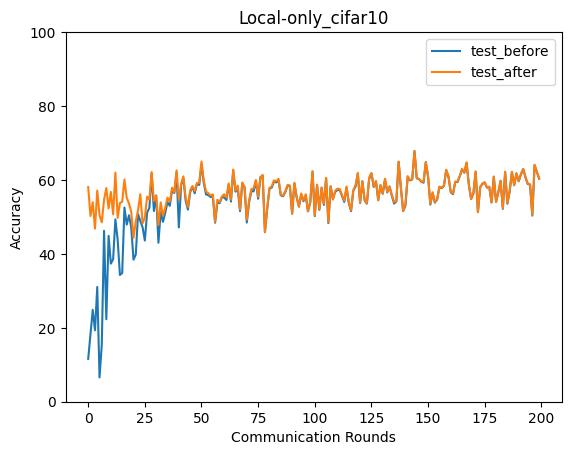 Local-only_cifar10
100
80
60
40
20
0
Accuracy
test_before
test_after
0 25 50 75 100 125 150 175 200
Communication Rounds